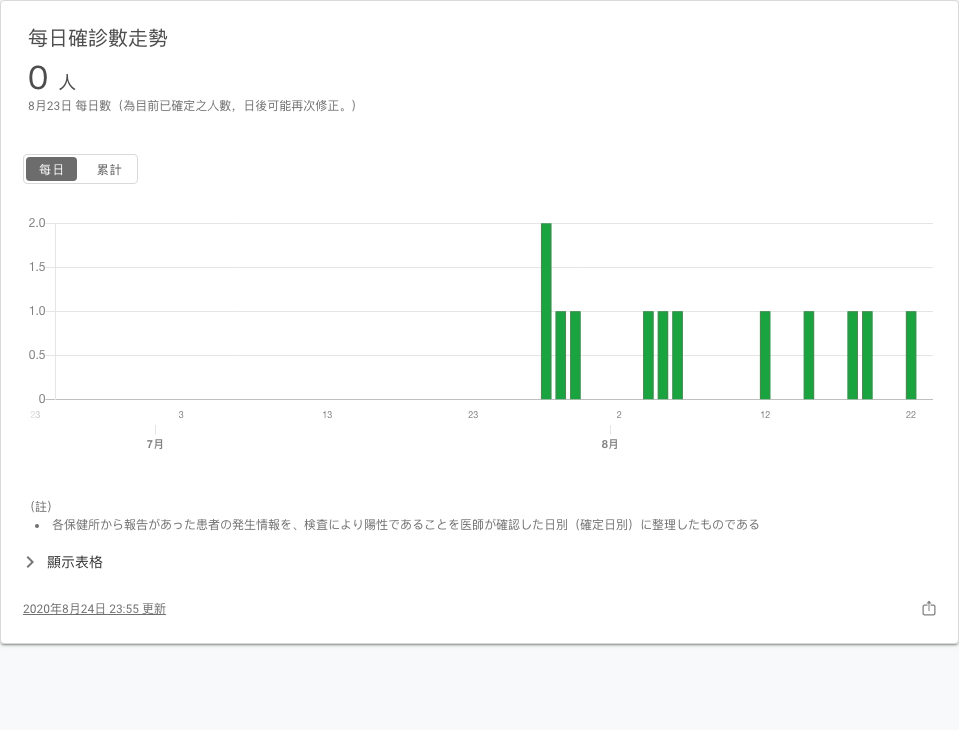 每日確診數走勢
0 人
8月23日 每日數（為目前已確定之人數，日後可能再次修正。）
每日 累計
2.0
1.5
1.0
0.5
0
23 3 13 23 2 12 22
7月 8月
（註）
• 各保健所から報告があった患者の発生情報を、検査により陽性であることを医師が確認した日別（確定日別）に整理したものである
顯示表格
2020年8月24日 23:55 更新